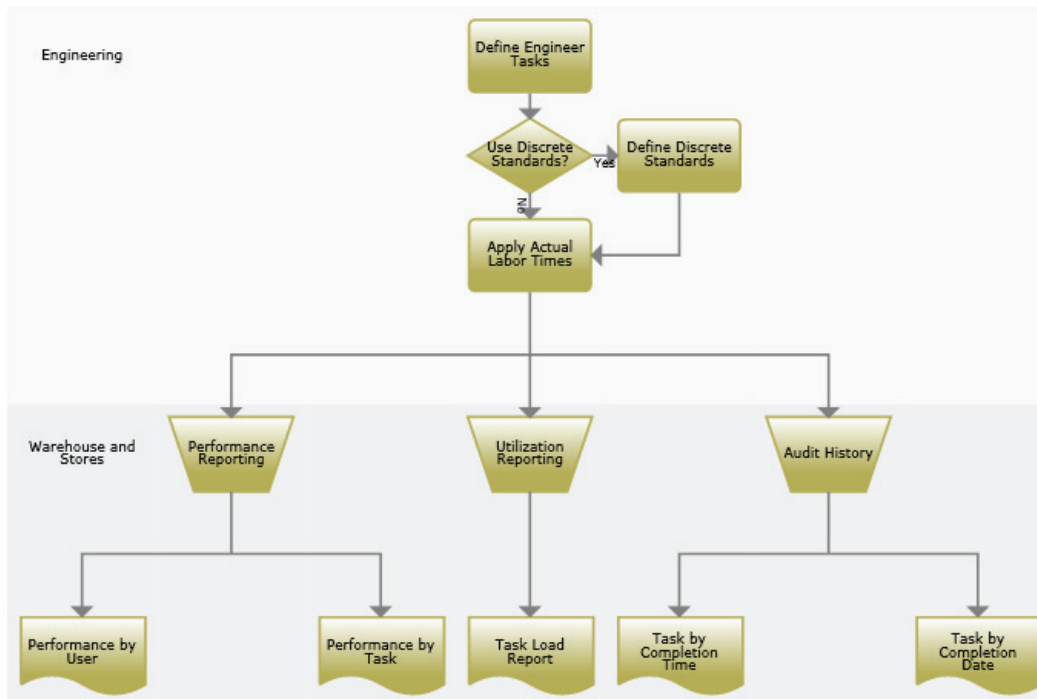 Engineering
Define Engineer
Tasks
Use Discrete
Standards?
Yes
Define Discrete
Standards
No
Apply Actual
Labor Times
Warehouse and
Stores
Performance
Reporting
Utilization
Reporting
Audit History
Performance by
User
Performance by
Task
Task Load
Report
Task by
Completion
Time
Task by
Completion
Date